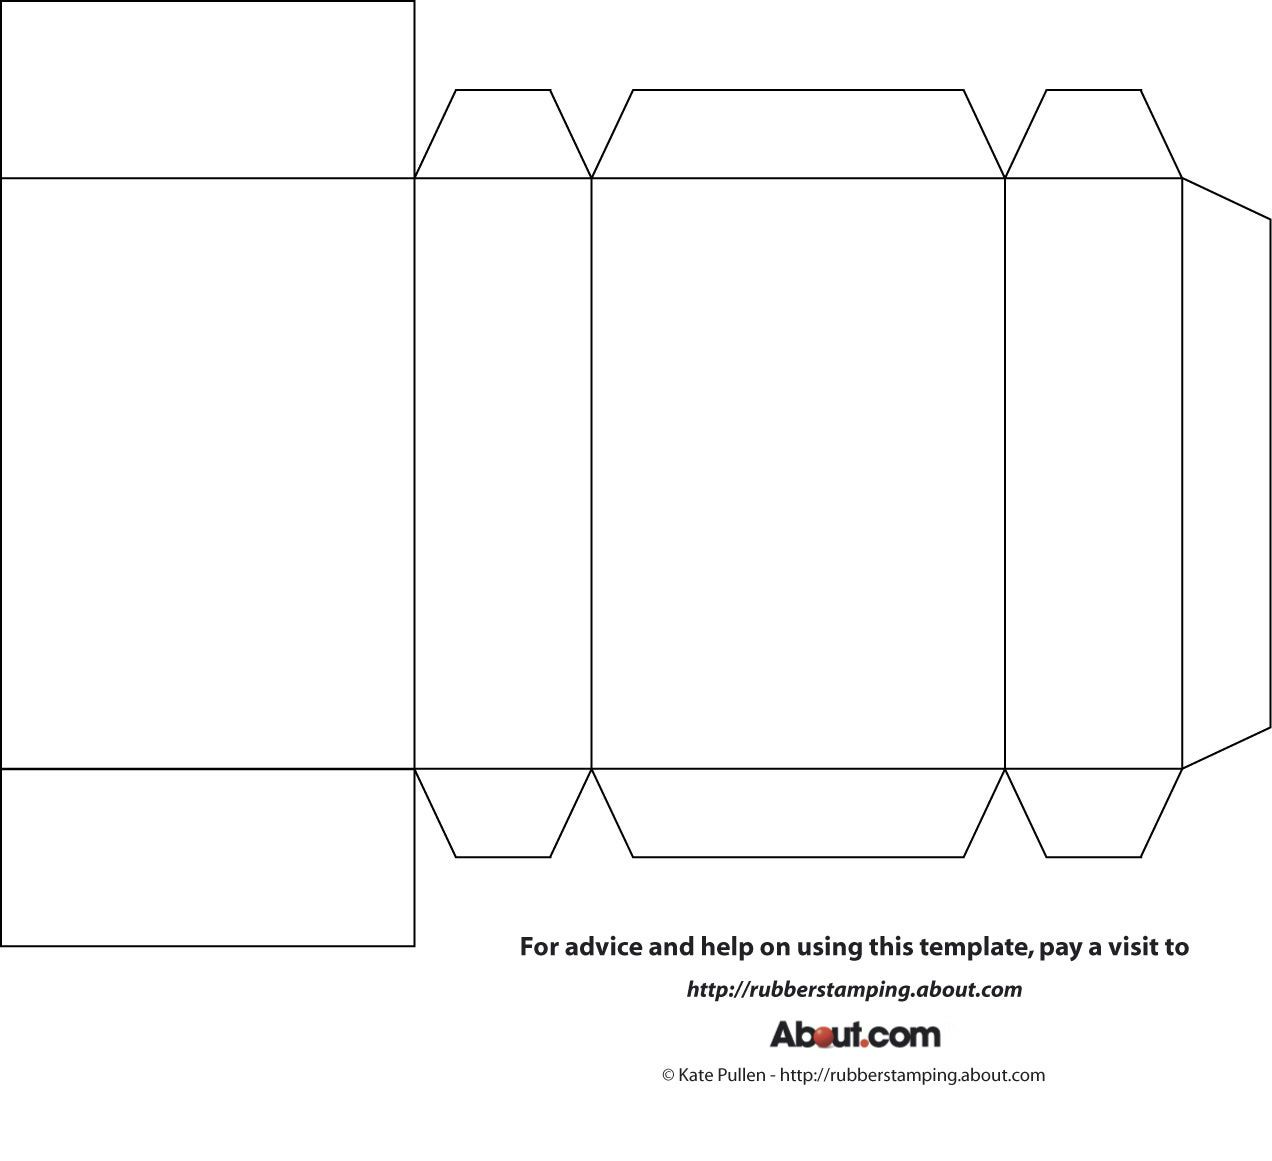 For advice and help on using this template, pay a visit to
http://rubberstamping.about.com
About.com
© Kate Pullen - http://rubberstamping.about.com